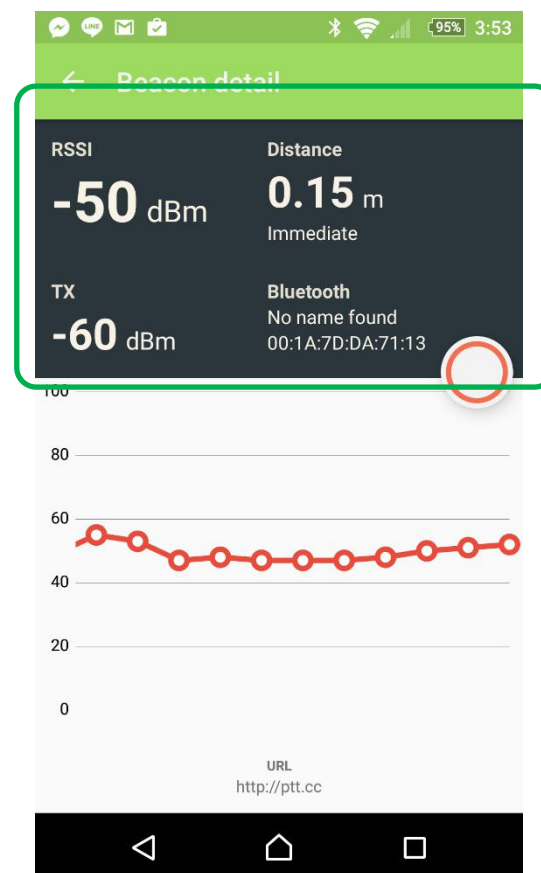 LINE
95% 3:53
Beacon detail
RSSI
-50 dBm
Distance
0.15 m
Immediate
TX
-60 dBm
Bluetooth
No name found
00:1A:7D:DA:71:13
100
80
60
40
20
0
URL
http://ptt.cc